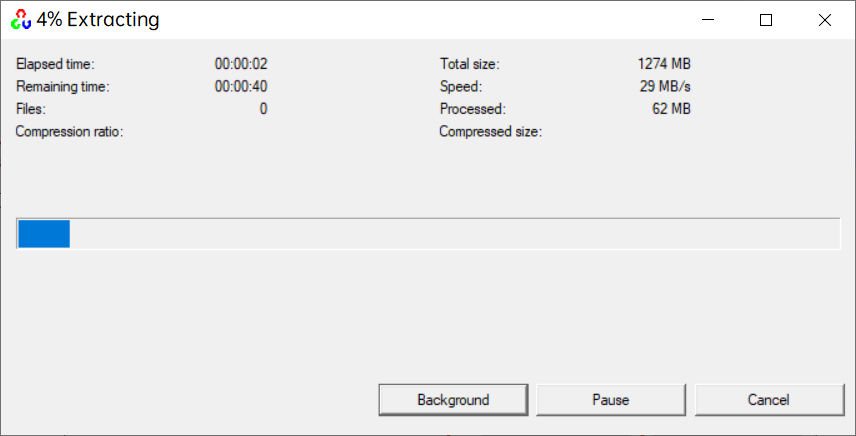 4% Extracting
Elapsed time: 00:00:02 Total size: 1274 MB
Remaining time: 00:00:40 Speed: 29 MB/s
Files: 0 Processed: 62 MB
Compression ratio: Compressed size:
Background Pause Cancel